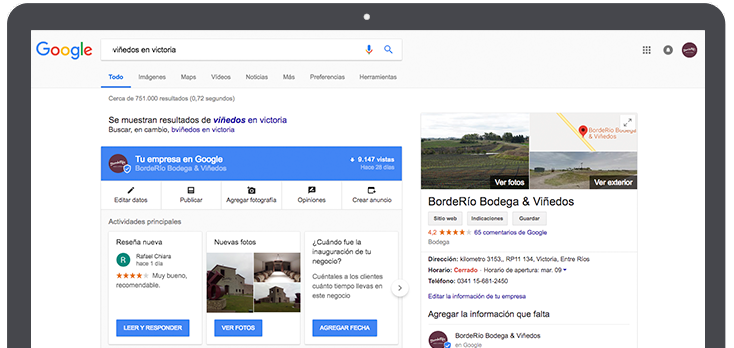 Google
viñedos en victoria
Todo Imágenes Maps Vídeos Noticias Más Preferencias Herramientas
Cerca de 751.000 resultados (0,72 segundos)
Se muestran resultados de viñedos en victoria
Buscar, en cambio, bviñedos en victoria
Tu empresa en Google
BordeRío Bodega & Viñedos
9.147 vistas
Hace 28 días
Editar datos Publicar Agregar fotografía Opiniones Crear anuncio
Actividades principales
Reseña nueva
R
Rafael Chiara
hace 1 día
Muy bueno,
recomendable.
LEER Y RESPONDER
Nuevas fotos
VER FOTOS
¿Cuándo fue la
inauguración de tu
negocio?
Cuéntales a los clientes
cuánto tiempo llevas en
este negocio
AGREGAR FECHA
BordeRío Bodega
& Viñedos
Ver fotos
Ver exterior
BordeRío Bodega & Viñedos
Sitio web Indicaciones Guardar
4,2 65 comentarios de Google
Bodega
Dirección: kilometro 3153,, RP11 134, Victoria, Entre Ríos
Horario: Cerrado · Horario de apertura: mar. 09
Teléfono: 0341 15-681-2450
Editar la información de tu empresa
Agregar la información que falta
BordeRío Bodega & Viñedos
en Google